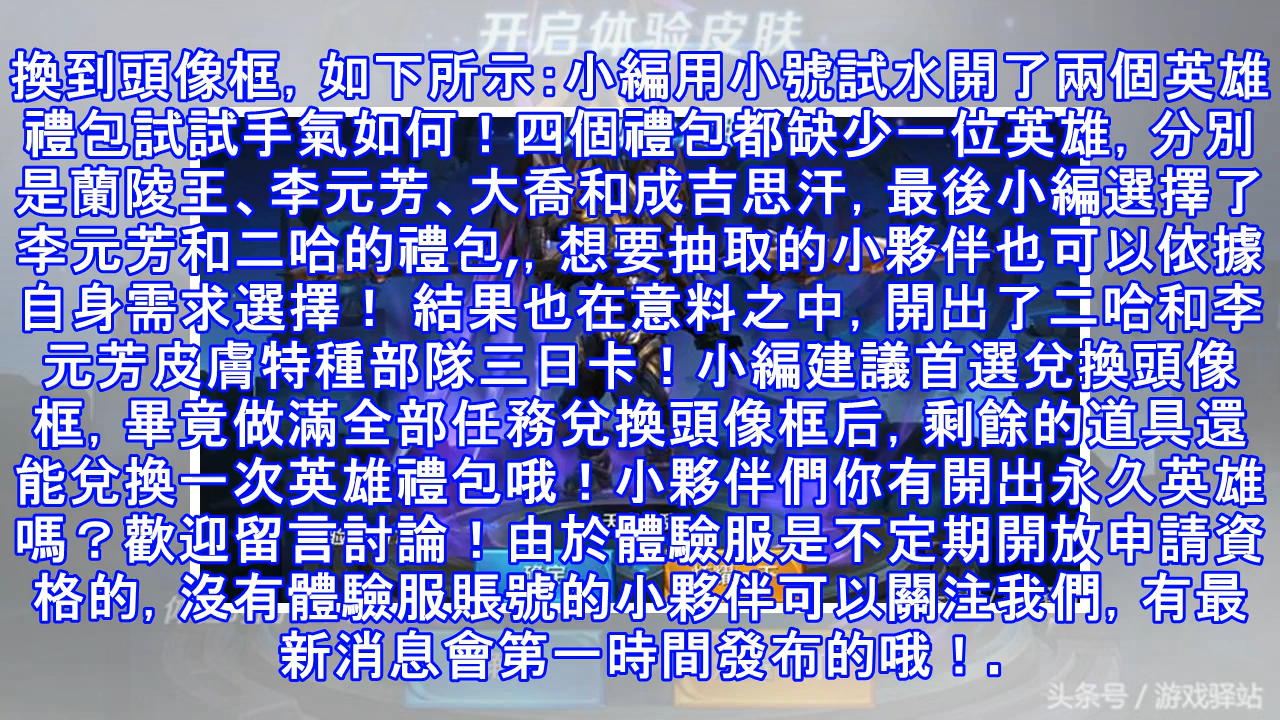 开启体验皮肤
換到頭像框, 如下所示:小編用小號試水開了兩個英雄
禮包試試手氣如何！四個禮包都缺少一位英雄, 分別
是蘭陵王、李元芳、大喬和成吉思汗, 最後小編選擇了
李元芳和二哈的禮包,, 想要抽取的小夥伴也可以依據
自身需求選擇！ 結果也在意料之中, 開出了二哈和李
元芳皮膚特種部隊三日卡！小編建議首選兌換頭像
框, 畢竟做滿全部任務兌換頭像框后, 剩餘的道具還
能兌換一次英雄禮包哦！小夥伴們你有開出永久英雄
嗎？歡迎留言討論！由於體驗服是不定期開放申請資
格的, 沒有體驗服賬號的小夥伴可以關注我們, 有最
新消息會第一時間發布的哦！.
头条号 / 游戏驿站